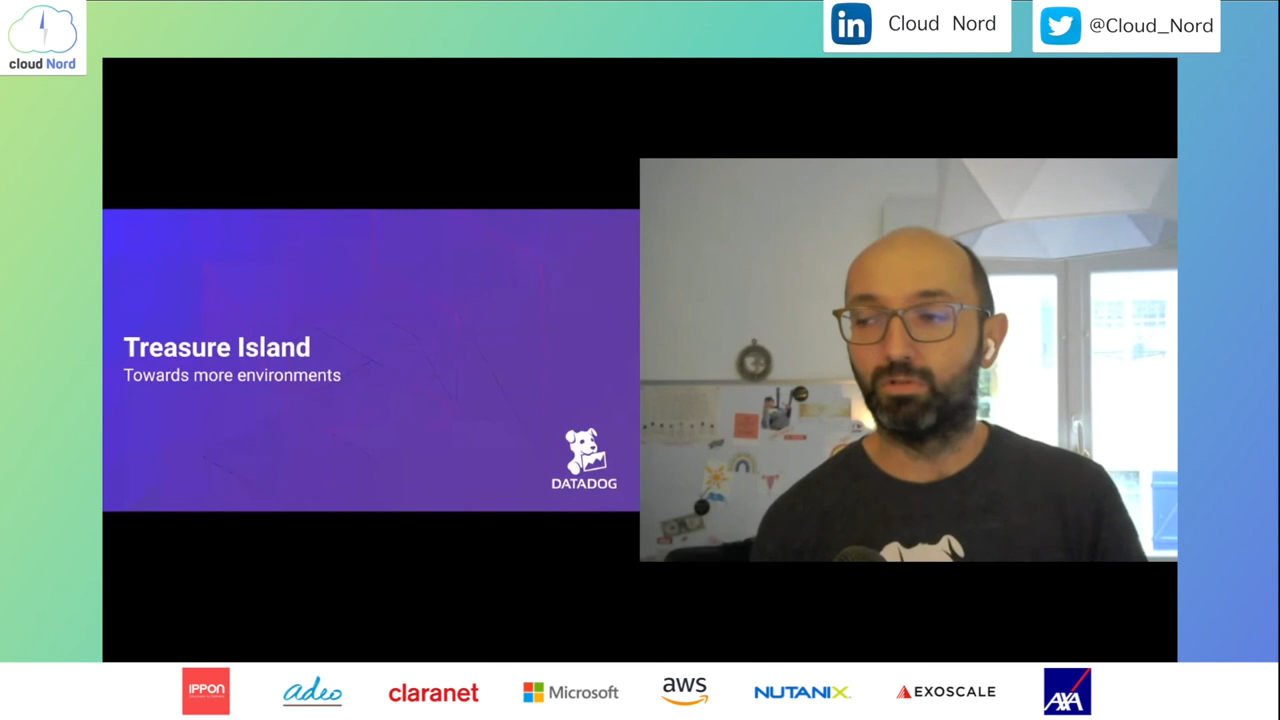 cloud Nord
in
Cloud Nord
@Cloud_Nord
Treasure Island
Towards more environments
DATADOG
IPPON
adeo
claranet
Microsoft
aws
NUTANIX
EXOSCALE
AXA